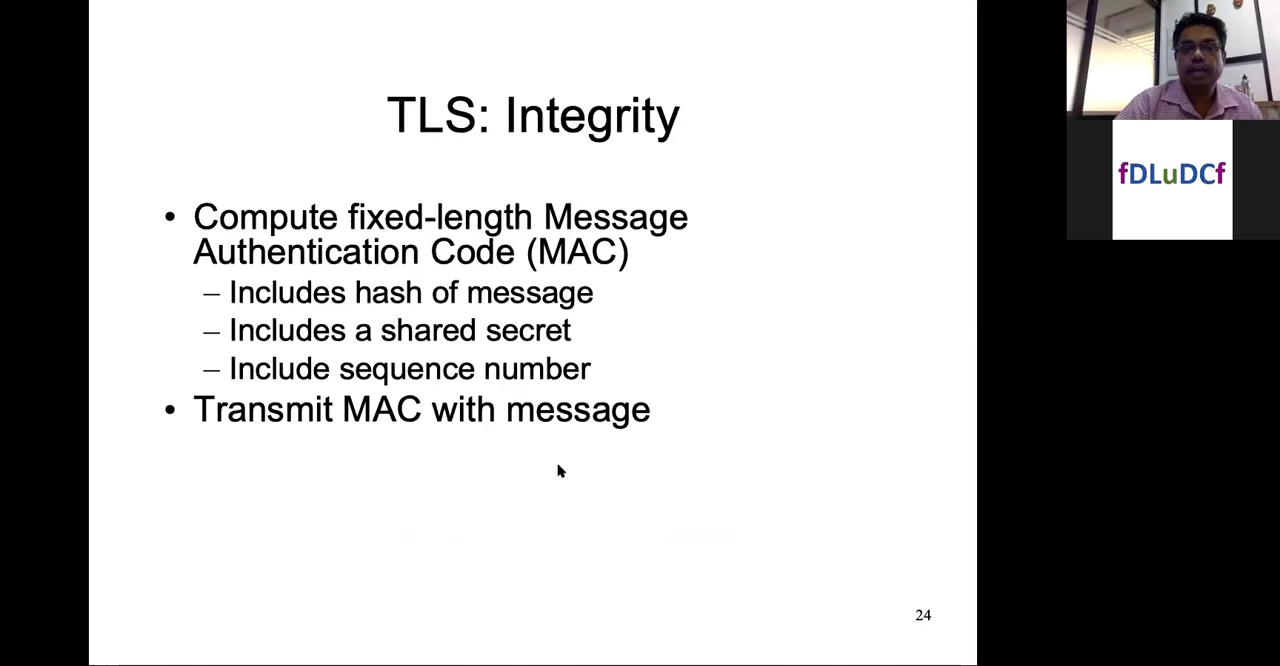 TLS: Integrity
• Compute fixed-length Message
Authentication Code (MAC)
– Includes hash of message
– Includes a shared secret
– Include sequence number
• Transmit MAC with message
24
fDLuDCf